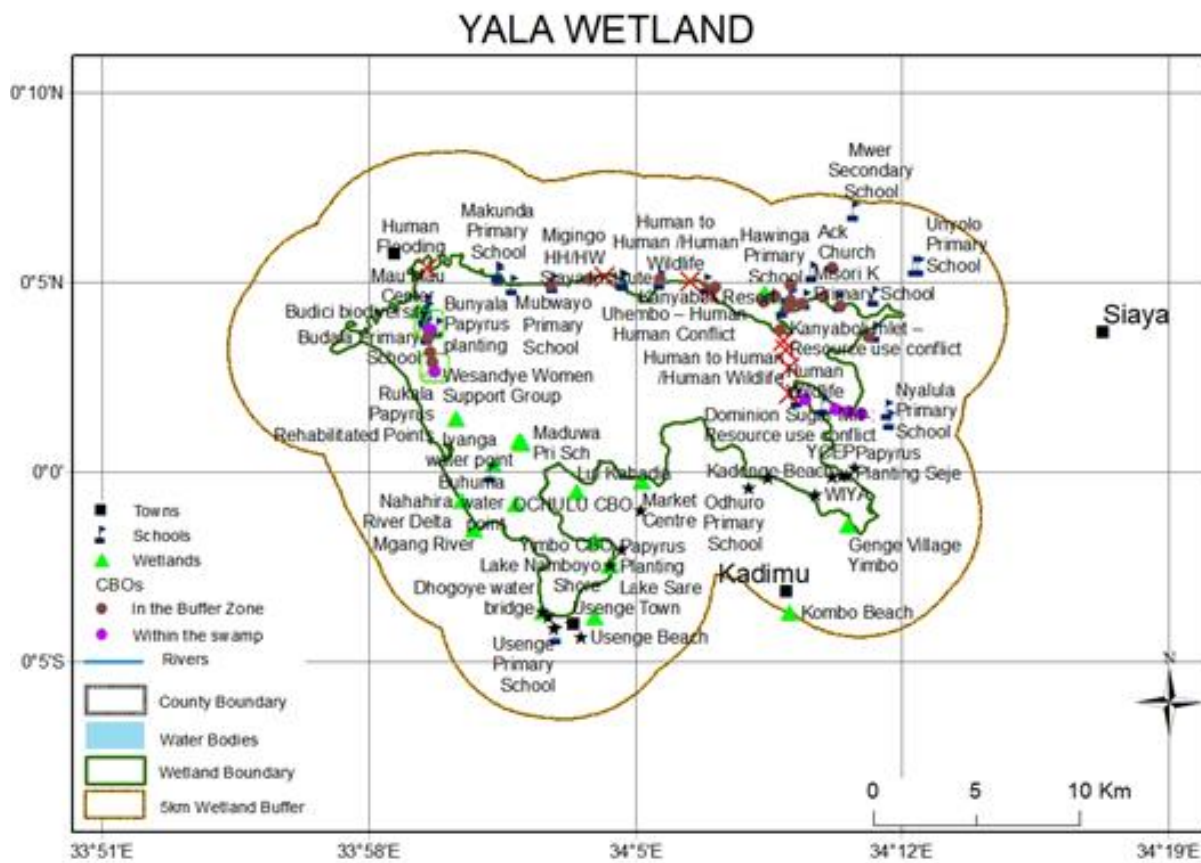 YALA WETLAND
0°10'N
0°5'N
0°0'
0°5'S
33°51'E
33°58'E
34°5'E
34°12'E
34°19'E
Mwer
Secondary
School
Unyolo
Primary
School
Human
Flooding
Makunda
Primary
School
Migingo
HH/HW
Human to
Human /Human
Wildlife
Hawinga
Primary
School
Ack
Church
Misori K
Primary School
Mau Mau
Center
Budici biodiversity
Bunyala
Papyrus
planting
Mubwayo
Primary
School
Uhembo – Human
Human Conflict
Kanyaboli Inlet –
Resource use conflict
Siaya
Budala Primary
School
Human to Human
/Human Wildlife
Human
Wildlife
Wesandye Women
Support Group
Nyalula
Primary
School
Rukala
Papyrus
Rehabilitated Points
Dominion Sugar
Resource use conflict
Iyanga
water point
Maduwa
Pri Sch
YCEP
Papyrus
Planting Seje
Buhuma
water
point
Kadenge Beach
WIYA
Nahahira
River Delta
OCHULU CBO
Market
Centre
Odhuro
Primary
School
Mgang River
Yimbo CBO
Papyrus
Planting
Lake Sare
Genge Village
Yimbo
Lake Namboyo
Shore
Kadimu
Dhogoye water
bridge
Usenge Town
Kombo Beach
Usenge Beach
Usenge
Primary
School
Towns
Schools
Wetlands
CBOs
In the Buffer Zone
Within the swamp
Rivers
County Boundary
Water Bodies
Wetland Boundary
5km Wetland Buffer
N
0 5 10 Km